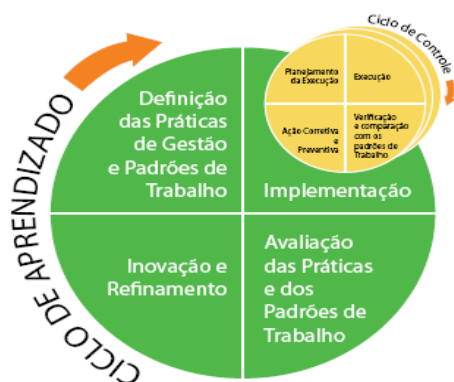 Ciclo de Controle
Planejamento
da Execução
Execução
Ação Corretiva
e
Preventiva
Verificação
e comparação
com os
padrões de
Trabalho
CICLO DE APRENDIZADO
Definição
das Práticas
de Gestão
e Padrões de
Trabalho
Implementação
Inovação e
Refinamento
Avaliação
das Práticas
e dos
Padrões de
Trabalho